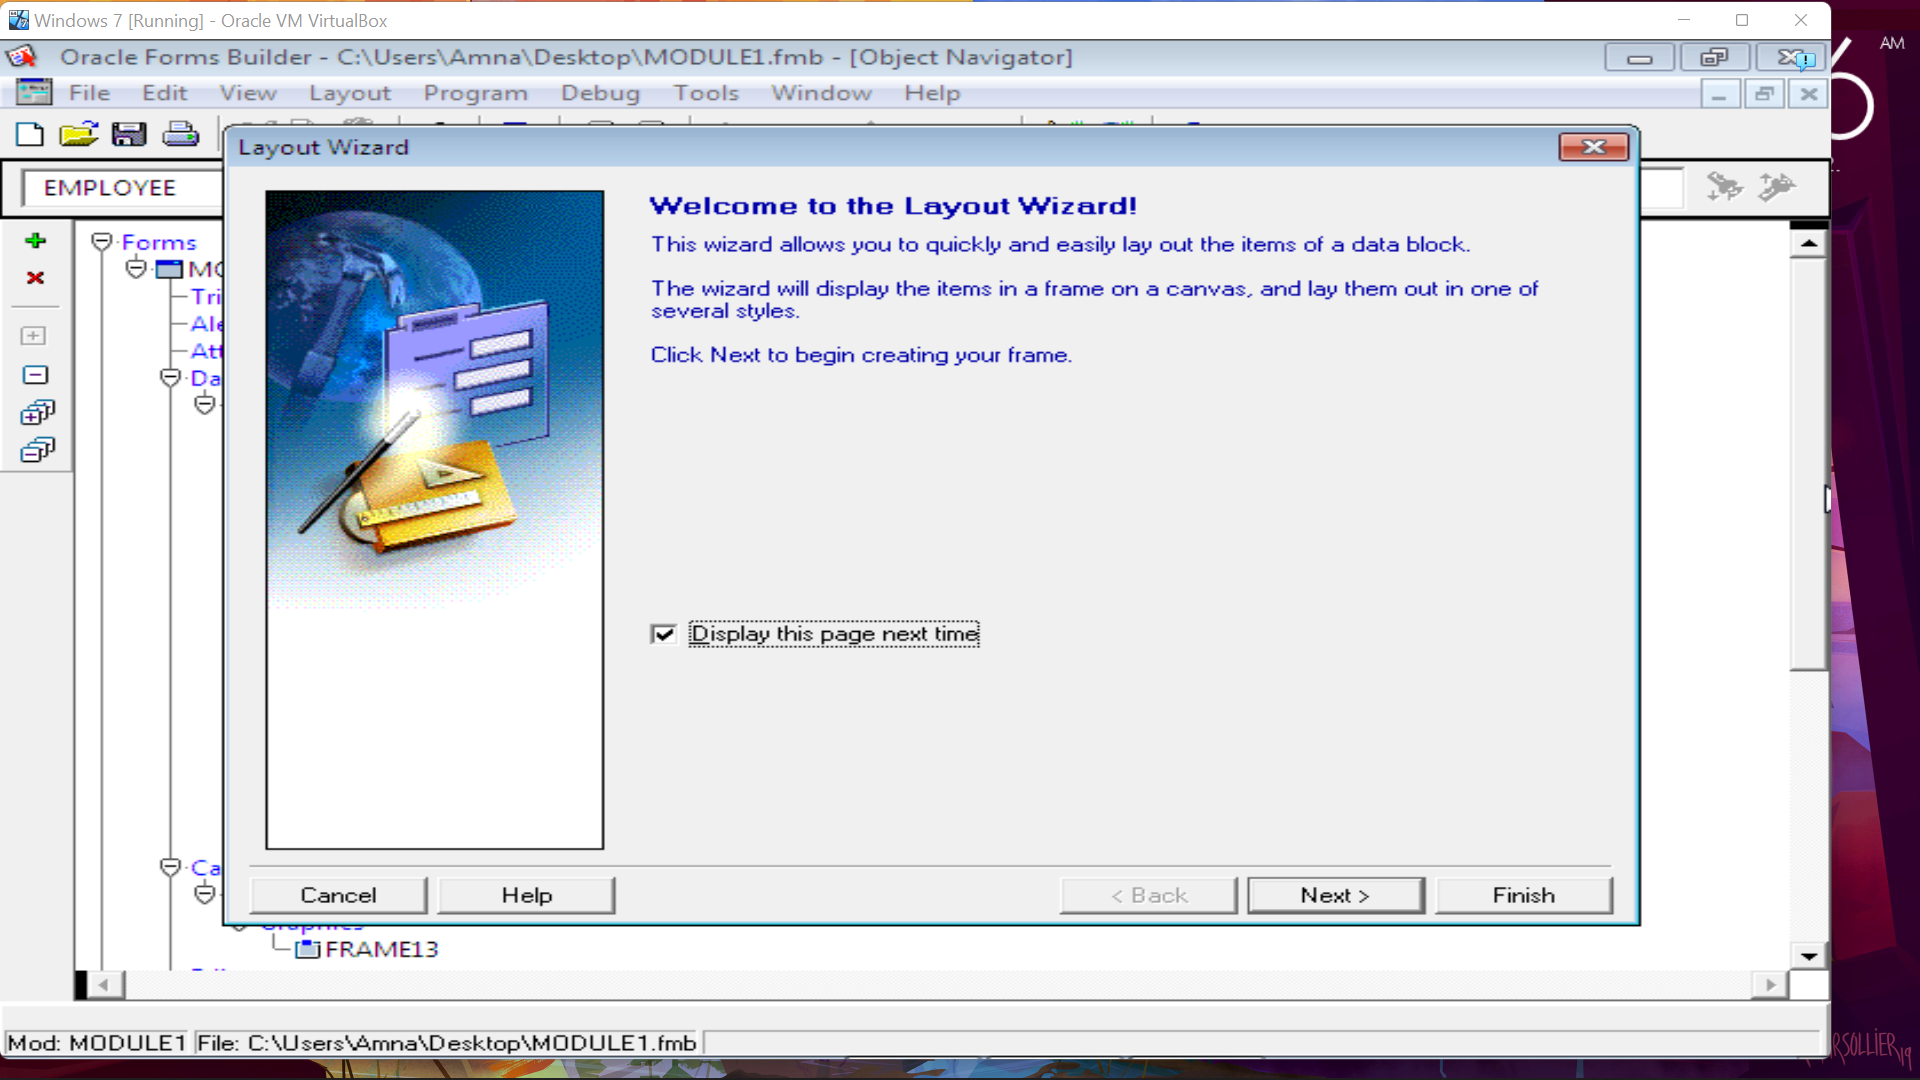 Windows 7 [Running] - Oracle VM VirtualBox
AM
Oracle Forms Builder - C:\Users\Amna\Desktop\MODULE1.fmb - [Object Navigator]
File Edit View Layout Program Debug Tools Window Help
Layout Wizard
EMPLOYEE
Welcome to the Layout Wizard!
This wizard allows you to quickly and easily lay out the items of a data block.
The wizard will display the items in a frame on a canvas, and lay them out in one of
several styles.
Click Next to begin creating your frame.
Forms
MO
Tri
Ale
Att
Da
Display this page next time
Ca
Cancel Help < Back Next > Finish
Graphics
FRAME13
Mod: MODULE1 File: C:\Users\Amna\Desktop\MODULE1.fmb